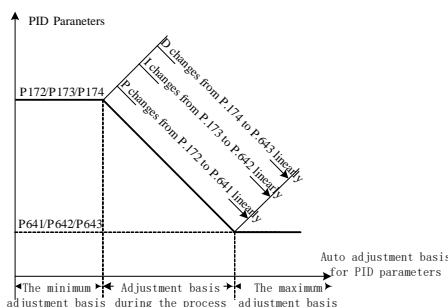 PID Paraneters
P172/P173/P174
D changes from P.174 to P.643 linearly
I changes from P.173 to P.642 linearly
P changes from P.172 to P.641 linearly
P641/P642/P643
Auto adjustment basis
for PID parameters
The minimum
adjustment basis
Adjustment basis
during the process
The maximum
adjustment basis